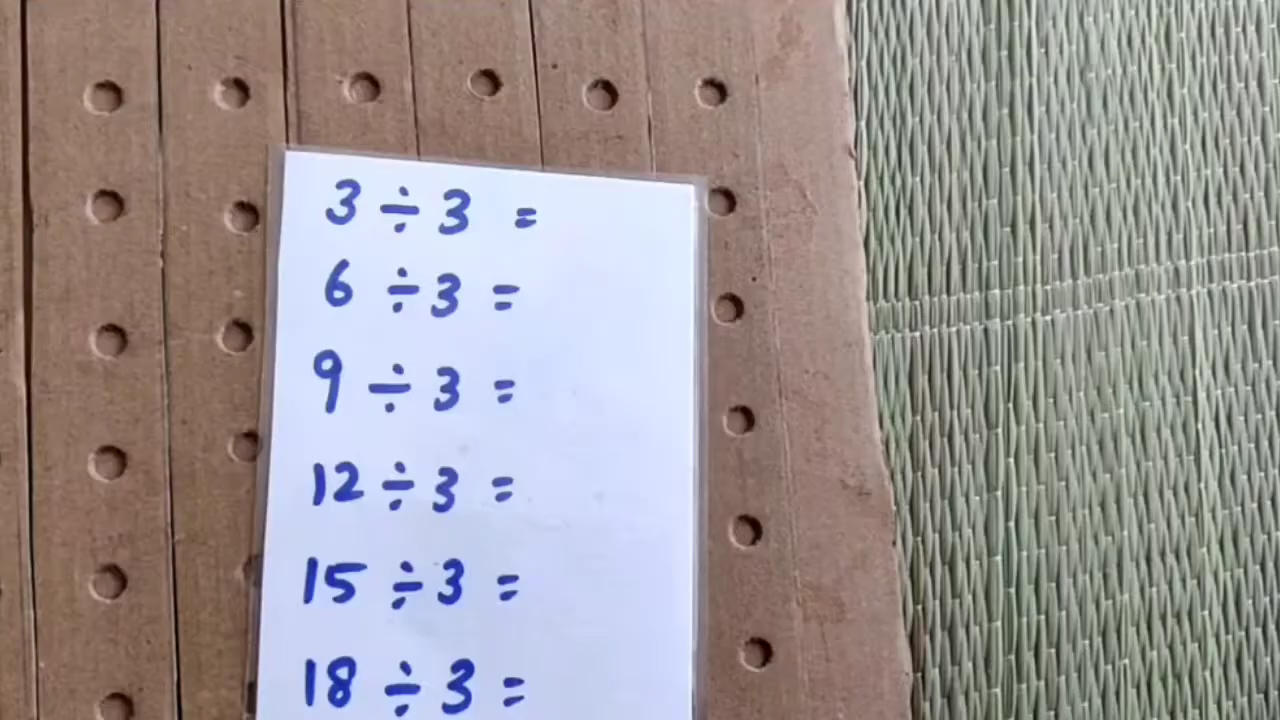 3 ÷ 3 =
6 ÷ 3 =
9 ÷ 3 =
12 ÷ 3 =
15 ÷ 3 =
18 ÷ 3 =